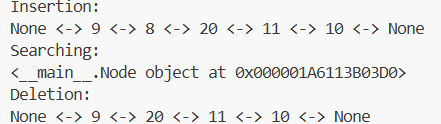 Insertion:
None <-> 9 <-> 8 <-> 20 <-> 11 <-> 10 <-> None
Searching:
<__main__.Node object at 0x000001A6113B03D0>
Deletion:
None <-> 9 <-> 20 <-> 11 <-> 10 <-> None